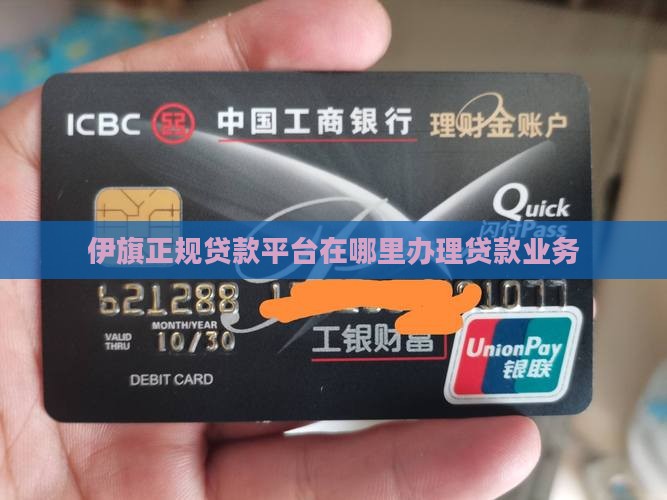 ICBC 中国工商银行 理财金账户
Quick
闪付Pass
伊旗正规贷款平台在哪里办理贷款业务
621288
MONTH/YEAR
VALID THRU 10/30
工银财富
UnionPay
银联
DEBIT CARD